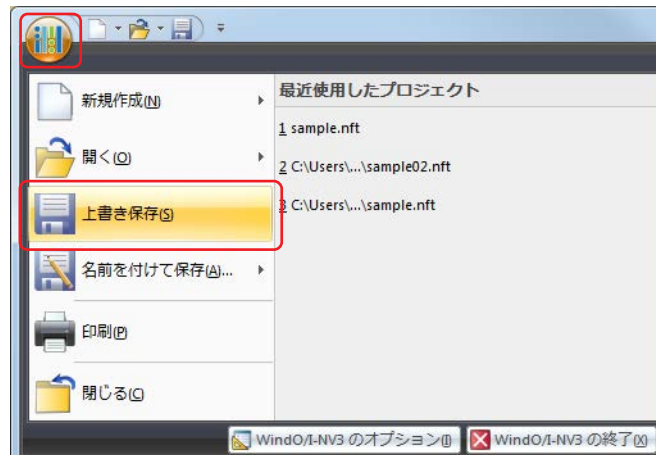 新規作成(N)
開く(O)
上書き保存(S)
名前を付けて保存(A)...
印刷(P)
閉じる(C)
最近使用したプロジェクト
1 sample.nft
2 C:\Users\...\sample02.nft
3 C:\Users\...\sample.nft
WindO/I-NV3 のオプション(I)
WindO/I-NV3 の終了(X)